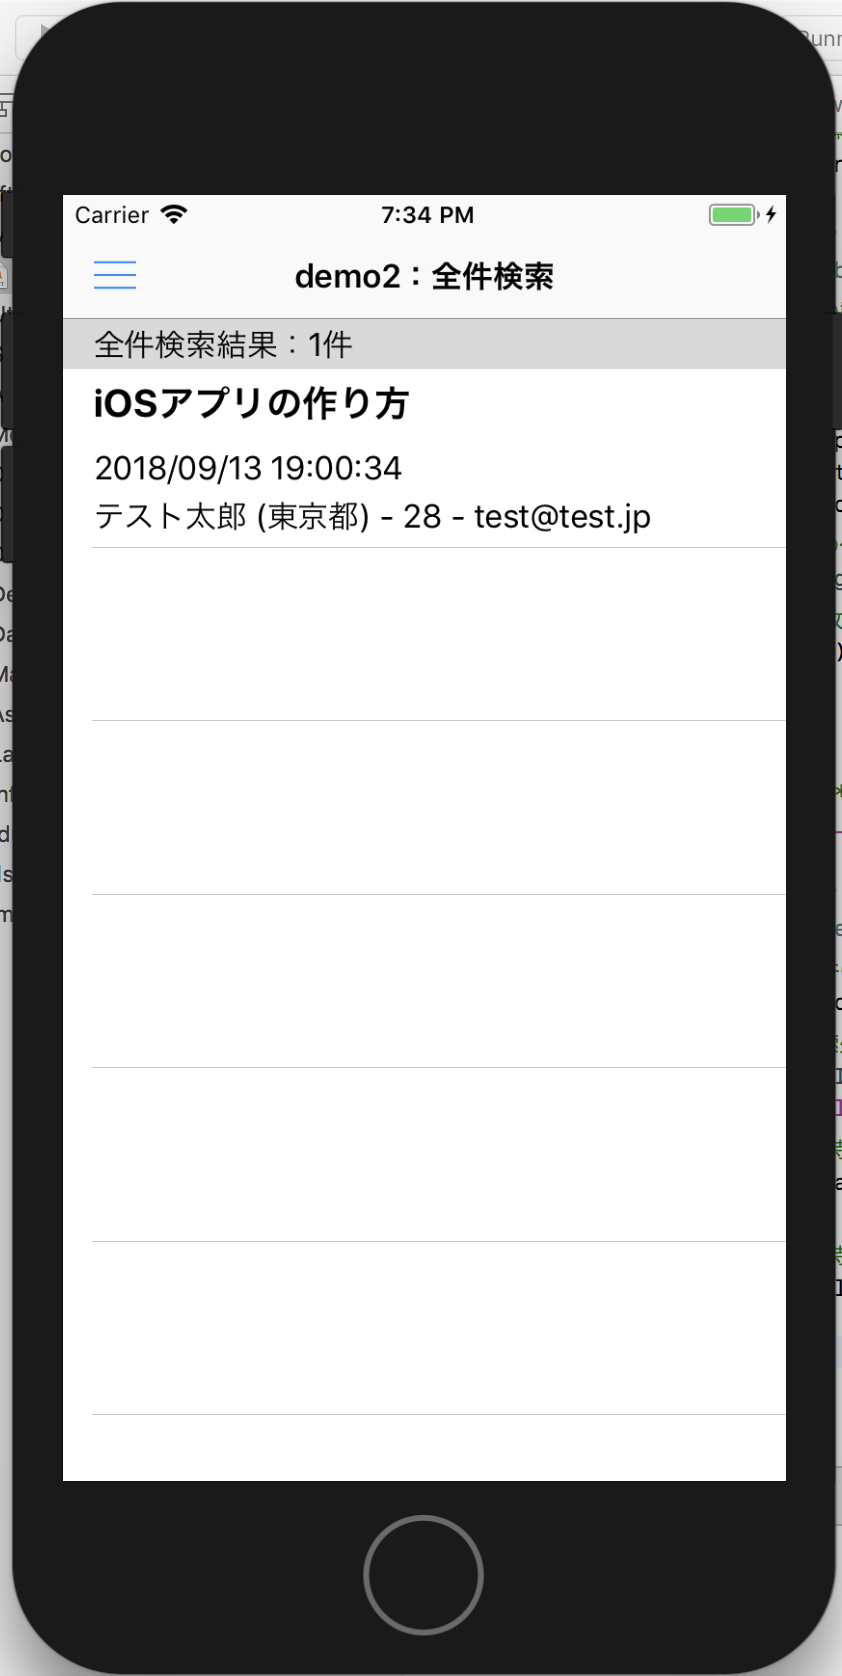 Carrier 7:34 PM
demo2：全件検索
全件検索結果：1件
iOSアプリの作り方
2018/09/13 19:00:34
テスト太郎 (東京都) - 28 - test@test.jp